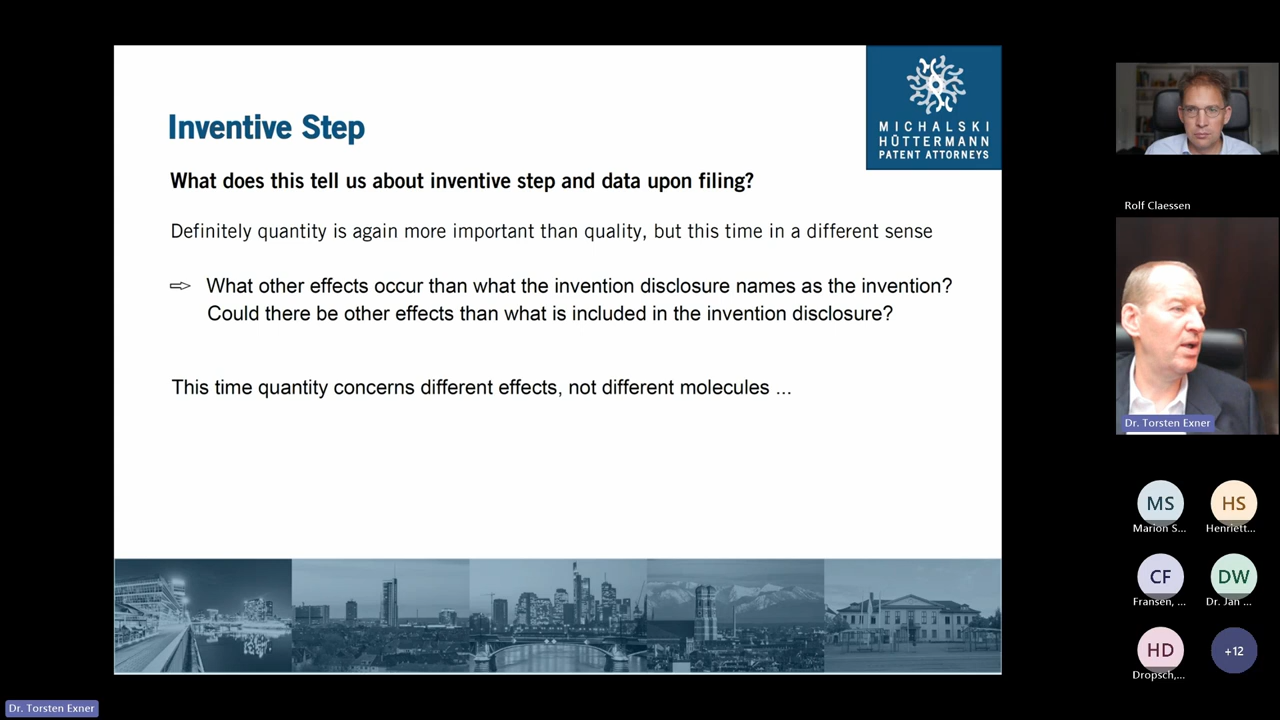 MICHALSKI
HÜTTERMANN
PATENT ATTORNEYS
Inventive Step
What does this tell us about inventive step and data upon filing?
Definitely quantity is again more important than quality, but this time in a different sense
⇨ What other effects occur than what the invention disclosure names as the invention?
Could there be other effects than what is included in the invention disclosure?
This time quantity concerns different effects, not different molecules ...
Rolf Claessen
Dr. Torsten Exner
MS
HS
Marion S...
Henriett...
CF
DW
Fransen, ...
Dr. Jan ...
HD
+12
Dropsch,...
Dr. Torsten Exner